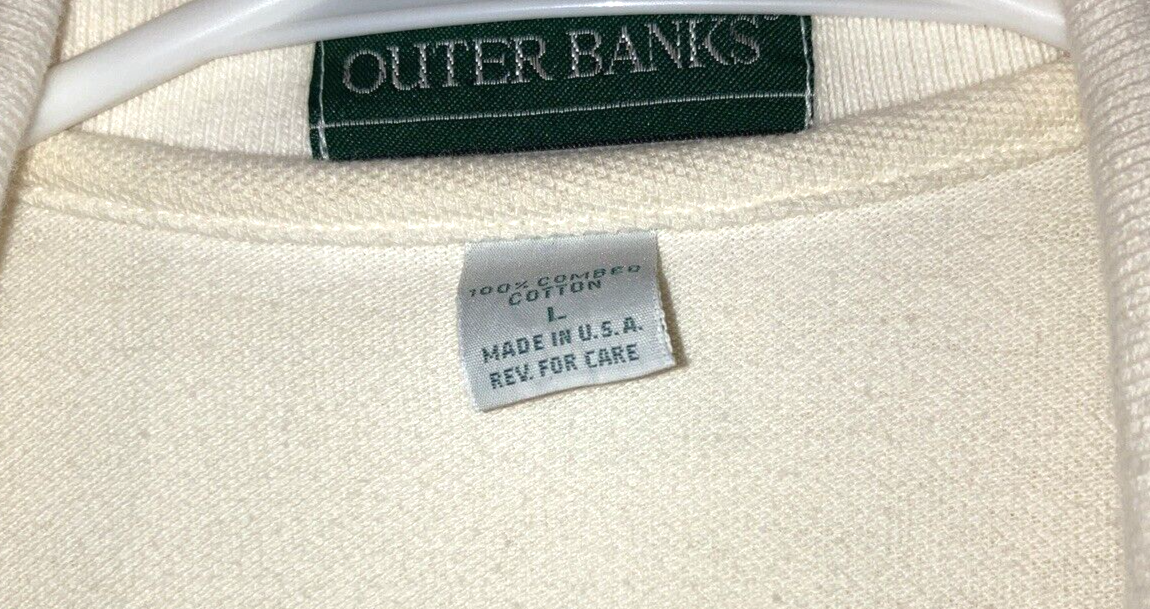 OUTER BANKS®
100% COMBED
COTTON
L
MADE IN U.S.A.
REV. FOR CARE